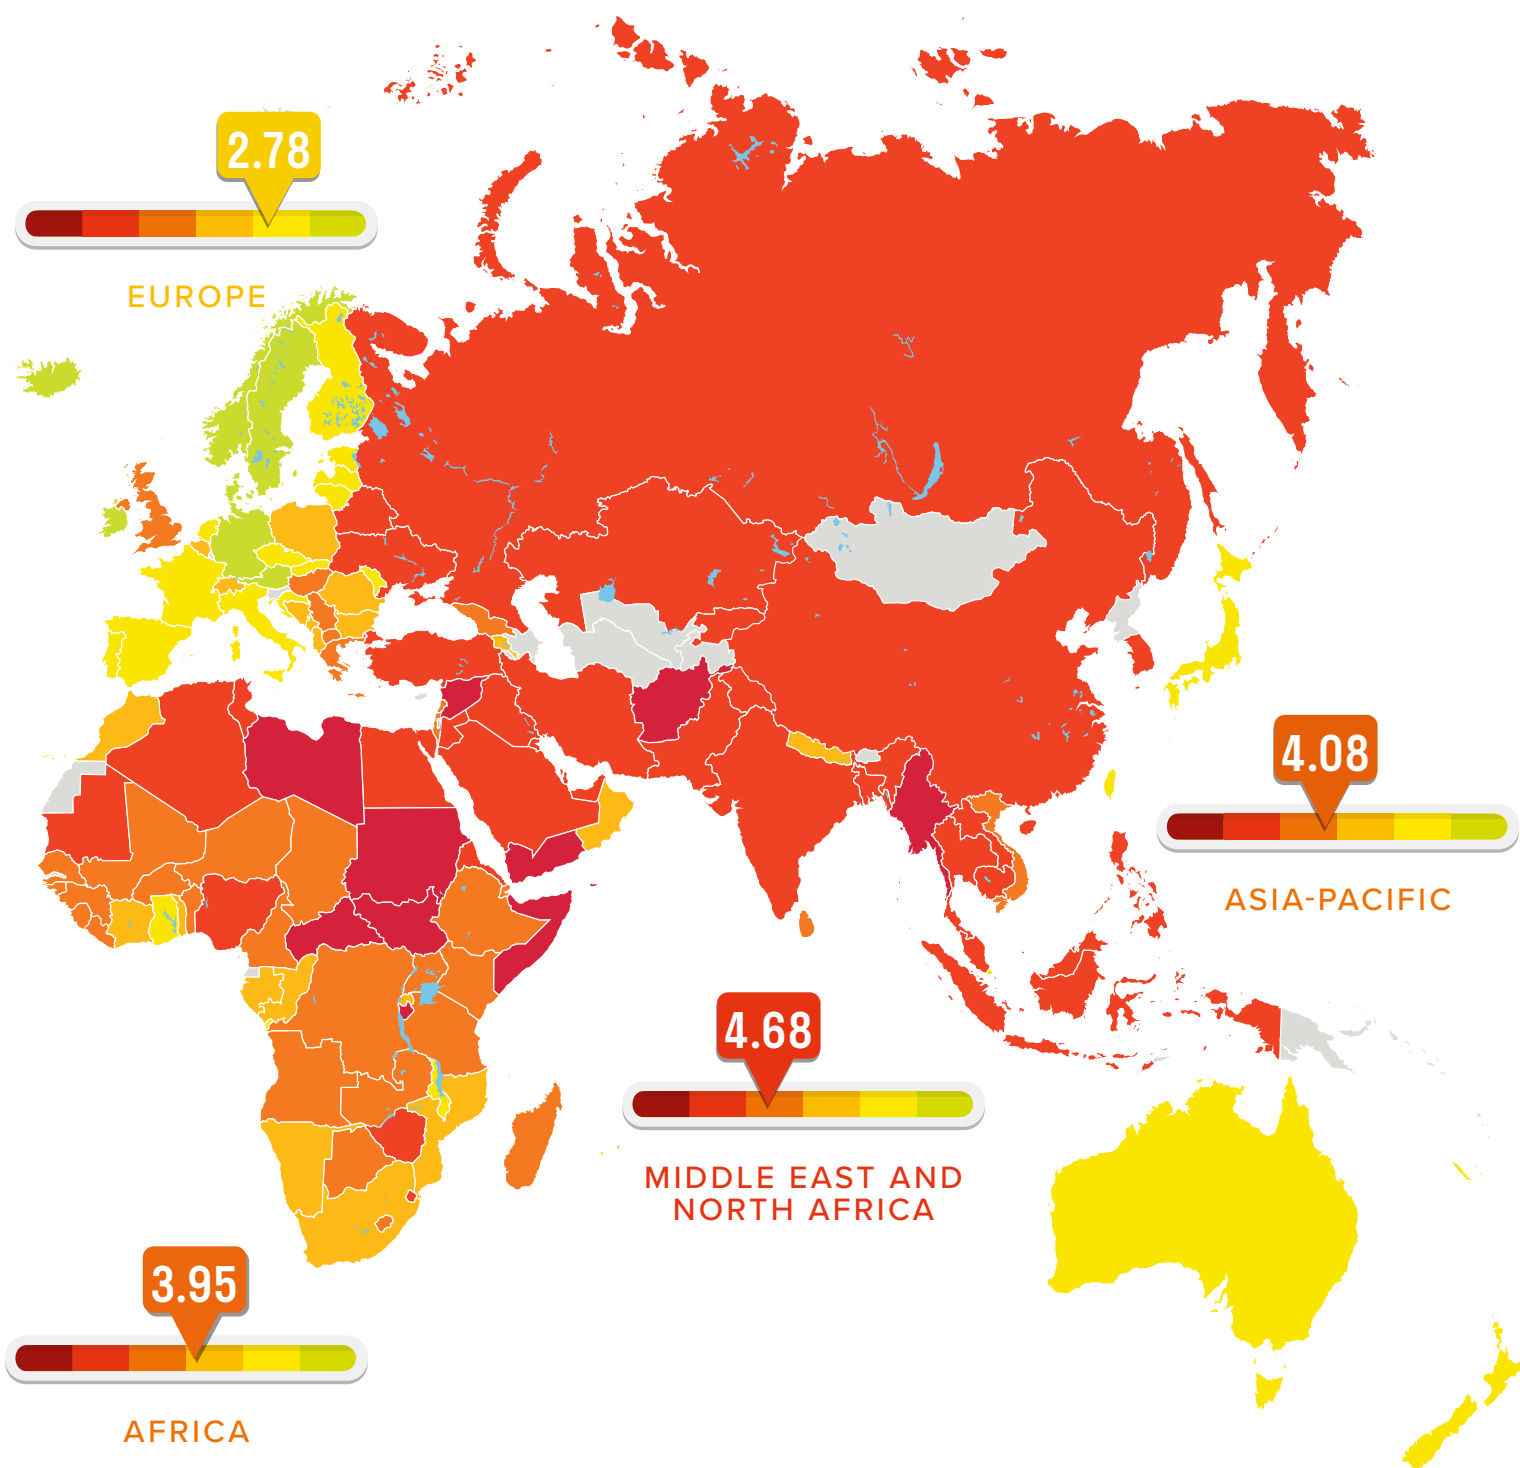 2.78
EUROPE
4.08
ASIA-PACIFIC
4.68
MIDDLE EAST AND
NORTH AFRICA
3.95
AFRICA